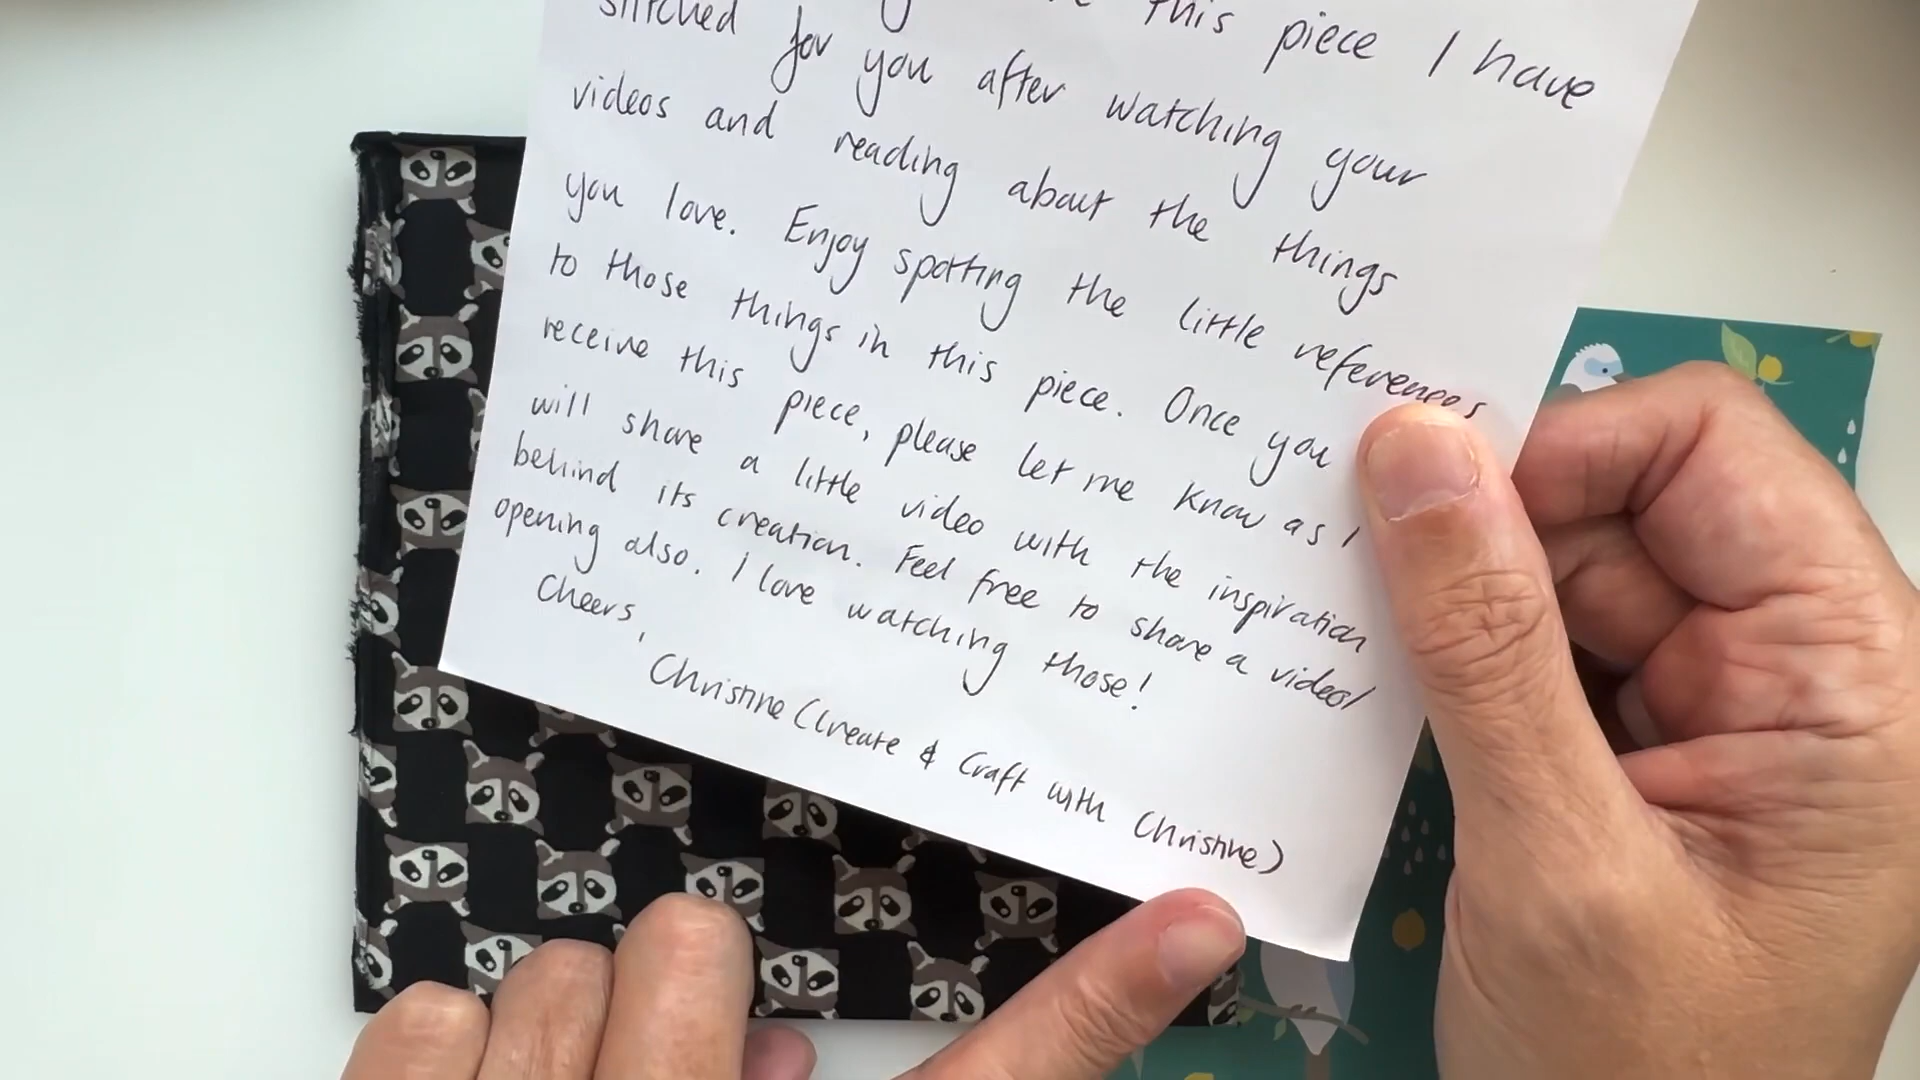 this piece I have
stitched for you after watching your
videos and reading about the things
you love. Enjoy spotting the little references
to those things in this piece. Once you
receive this piece, please let me know as I
will share a little video with the inspiration
behind its creation. Feel free to share a video/
opening also. I love watching those!
Cheers,
Christine (Create & Craft with Christine)